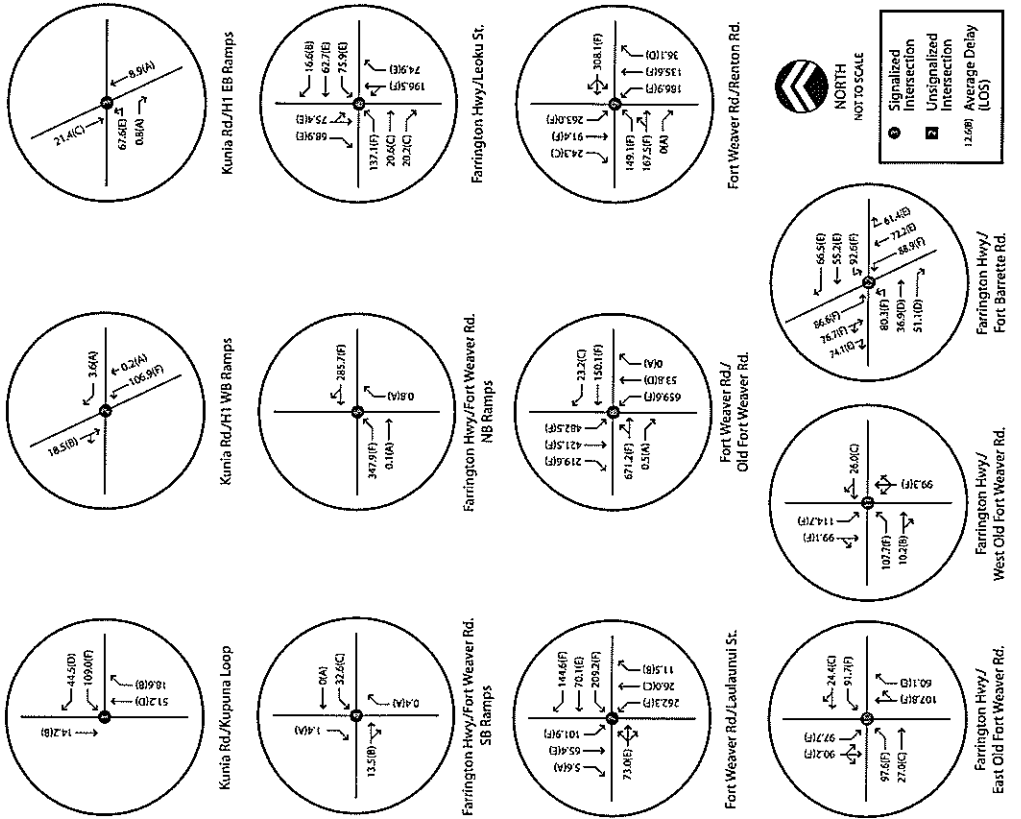 44.5(D)
109.0(F)
14.2(B)
51.2(D)
18.6(B)
Kunia Rd./Kupuna Loop
3.6(A)
18.5(B)
0.2(A)
106.9(F)
Kunia Rd./H1 WB Ramps
21.4(C)
8.9(A)
67.6(E)
0.8(A)
Kunia Rd./H1 EB Ramps
0(A)
32.6(C)
1.4(A)
13.5(B)
0.4(A)
Farrington Hwy./Fort Weaver Rd.
SB Ramps
285.7(F)
347.9(F)
0.1(A)
0.8(A)
Farrington Hwy./Fort Weaver Rd.
NB Ramps
16.6(B)
62.7(E)
75.9(E)
68.8(E)
75.4(E)
137.1(F)
20.6(C)
20.2(C)
196.5(F)
74.9(E)
Farrington Hwy./Leoku St.
144.6(F)
70.1(E)
209.2(F)
5.6(A)
65.4(E)
101.9(F)
73.0(E)
262.3(F)
26.0(C)
11.5(B)
Fort Weaver Rd./Laulaunui St.
23.2(C)
150.1(F)
219.6(F)
421.5(F)
482.5(F)
671.2(F)
0.5(A)
659.6(F)
53.8(D)
0(A)
Fort Weaver Rd./
Old Fort Weaver Rd.
308.1(F)
24.3(C)
91.4(F)
263.0(F)
149.1(F)
167.5(F)
0(A)
186.9(F)
135.6(F)
36.1(D)
Fort Weaver Rd./Renton Rd.
24.4(C)
91.7(F)
90.2(F)
97.7(F)
97.6(F)
27.0(C)
107.8(F)
60.1(E)
Farrington Hwy./
East Old Fort Weaver Rd.
26.0(C)
99.1(F)
114.7(F)
107.7(F)
10.2(B)
99.3(F)
Farrington Hwy./
West Old Fort Weaver Rd.
66.5(E)
55.2(E)
92.6(F)
86.6(F)
76.7(F)
74.1(E)
80.3(F)
36.9(D)
51.1(D)
61.4(E)
72.2(E)
88.9(F)
Farrington Hwy./
Fort Barrette Rd.
NORTH
NOT TO SCALE
Signalized
Intersection
Unsignalized
Intersection
12.6(B) Average Delay
(LOS)